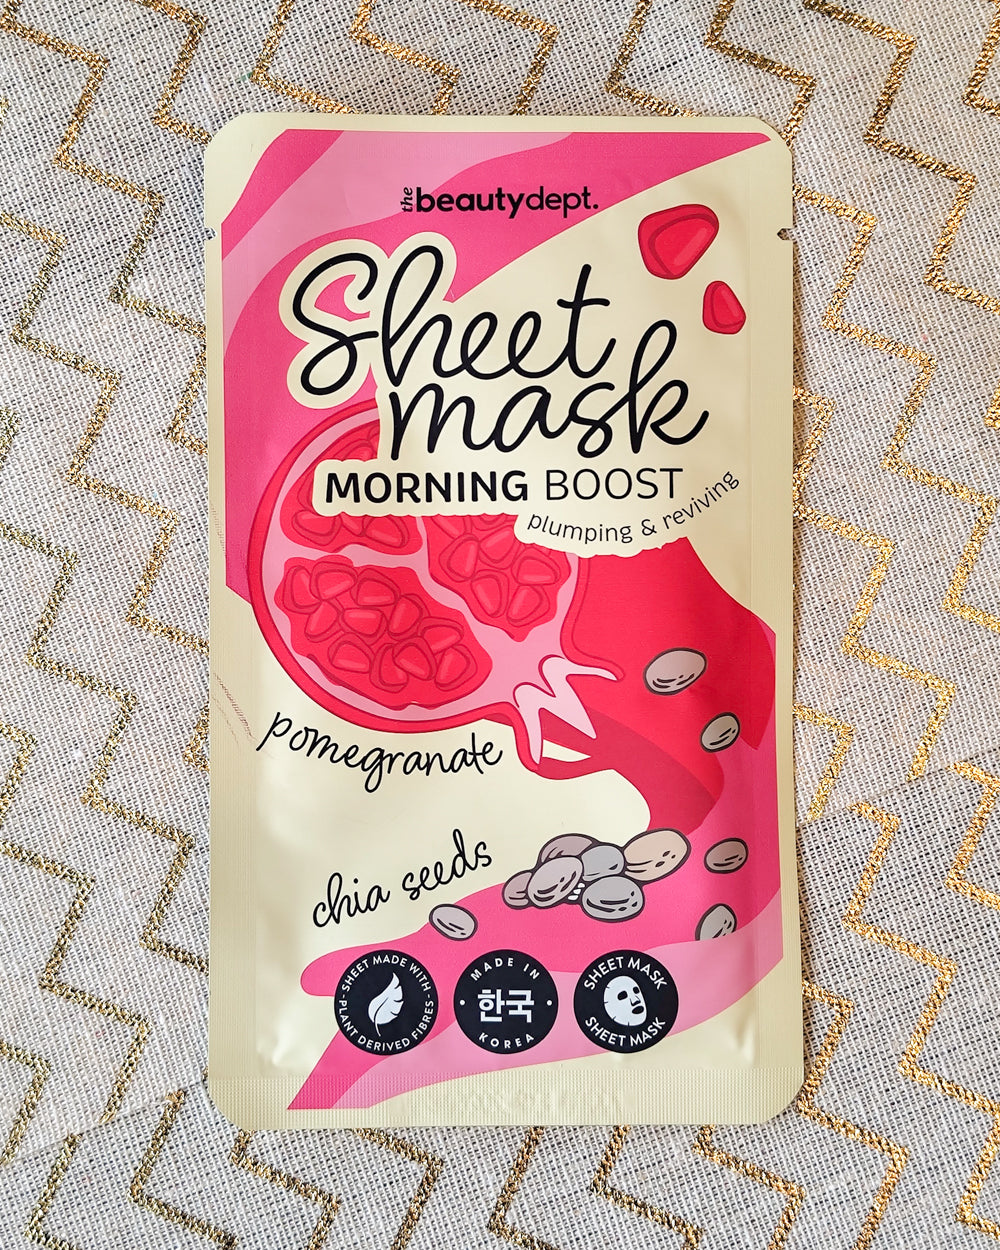 the beautydept.
Sheet
mask
MORNING BOOST
plumping & reviving
pomegranate
chia seeds
SHEET MADE WITH
- PLANT DERIVED FIBRES -
MADE IN
한국
KOREA
SHEET MASK
SHEET MASK